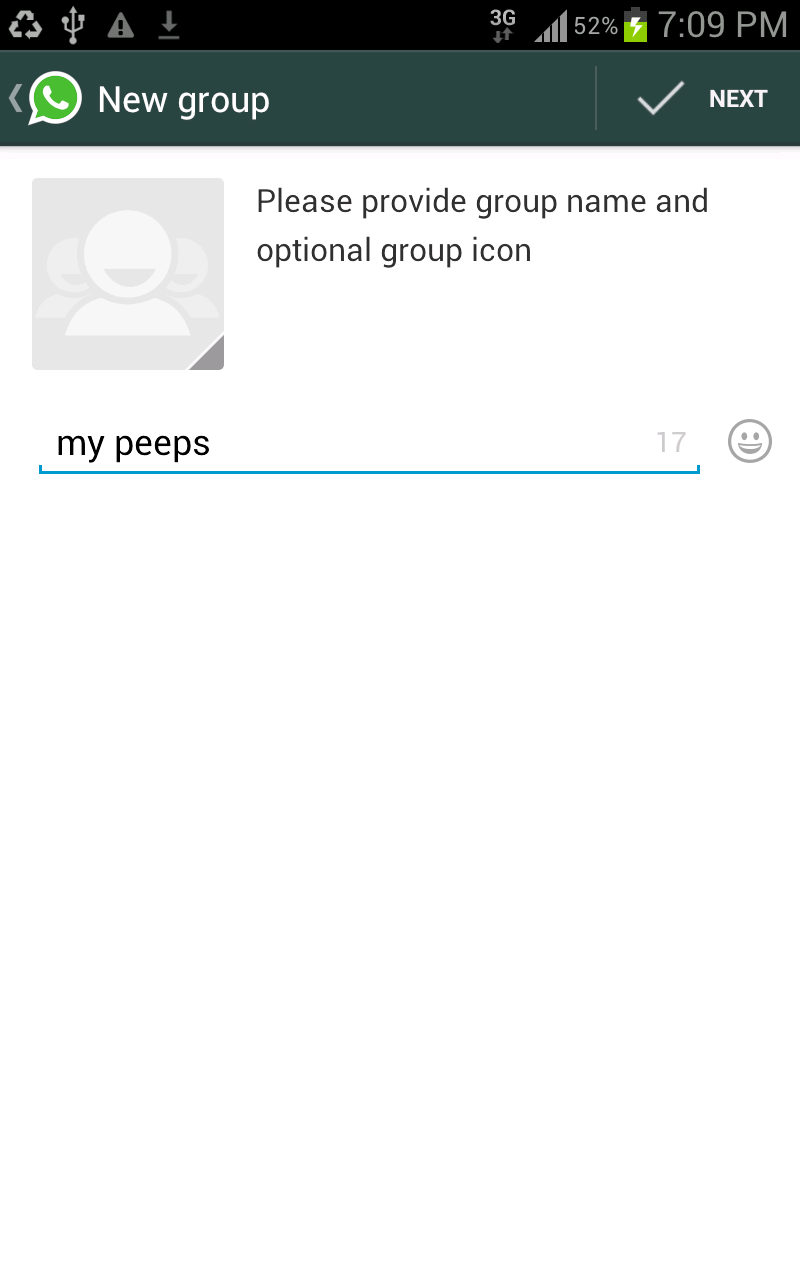 3G 52% 7:09 PM
New group NEXT
Please provide group name and
optional group icon
my peeps 17